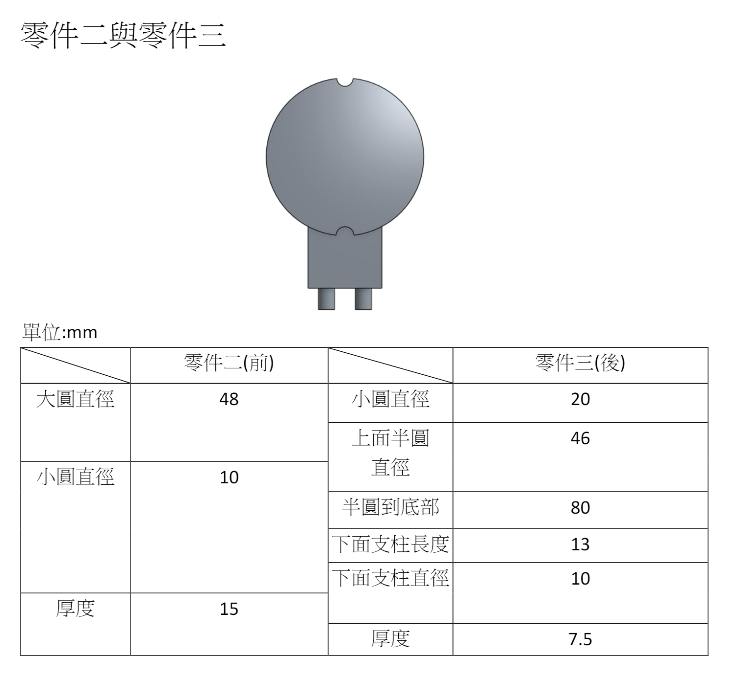 零件二與零件三
單位:mm
零件二(前)
零件三(後)
大圓直徑
48
小圓直徑
20
上面半圓
直徑
46
小圓直徑
10
半圓到底部
80
下面支柱長度
13
下面支柱直徑
10
厚度
15
厚度
7.5